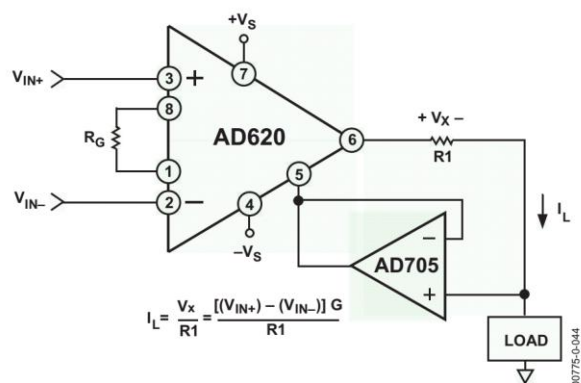 +VS
VIN+
3
+
7
8
RG
AD620
6
+ VX –
R1
1
5
VIN–
2
–
4
–VS
IL
–
AD705
+
IL = VX / R1 = [(VIN+) – (VIN–)] G / R1
LOAD
00775-0-044